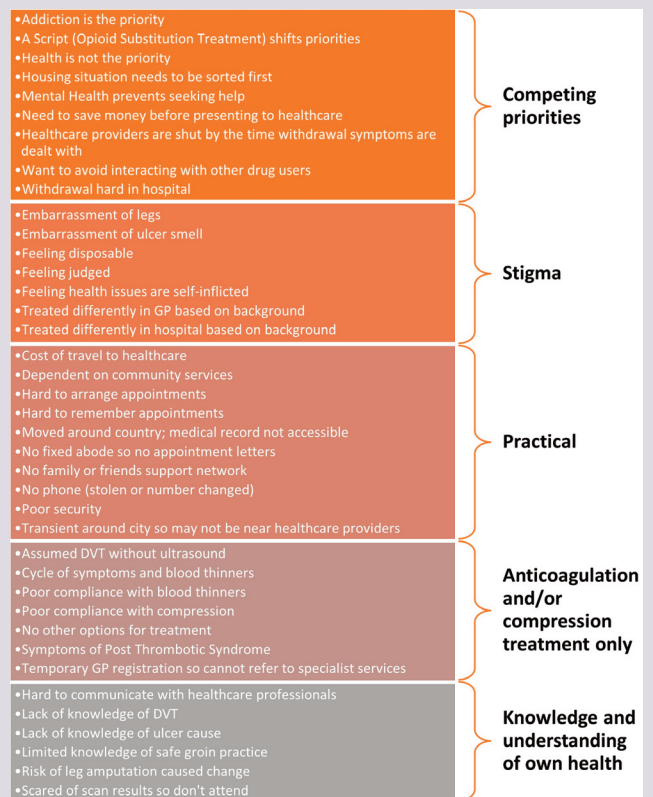 •Addiction is the priority
•A Script (Opioid Substitution Treatment) shifts priorities
•Health is not the priority
•Housing situation needs to be sorted first
•Mental Health prevents seeking help
•Need to save money before presenting to healthcare
•Healthcare providers are shut by the time withdrawal symptoms are
dealt with
•Want to avoid interacting with other drug users
•Withdrawal hard in hospital
Competing
priorities
•Embarrassment of legs
•Embarrassment of ulcer smell
•Feeling disposable
•Feeling judged
•Feeling health issues are self-inflicted
•Treated differently in GP based on background
•Treated differently in hospital based on background
Stigma
•Cost of travel to healthcare
•Dependent on community services
•Hard to arrange appointments
•Hard to remember appointments
•Moved around country; medical record not accessible
•No fixed abode so no appointment letters
•No family or friends support network
•No phone (stolen or number changed)
•Poor security
•Transient around city so may not be near healthcare providers
Practical
•Assumed DVT without ultrasound
•Cycle of symptoms and blood thinners
•Poor compliance with blood thinners
•Poor compliance with compression
•No other options for treatment
•Symptoms of Post Thrombotic Syndrome
•Temporary GP registration so cannot refer to specialist services
Anticoagulation
and/or
compression
treatment only
•Hard to communicate with healthcare professionals
•Lack of knowledge of DVT
•Lack of knowledge of ulcer cause
•Limited knowledge of safe groin practice
•Risk of leg amputation caused change
•Scared of scan results so don't attend
Knowledge and
understanding
of own health